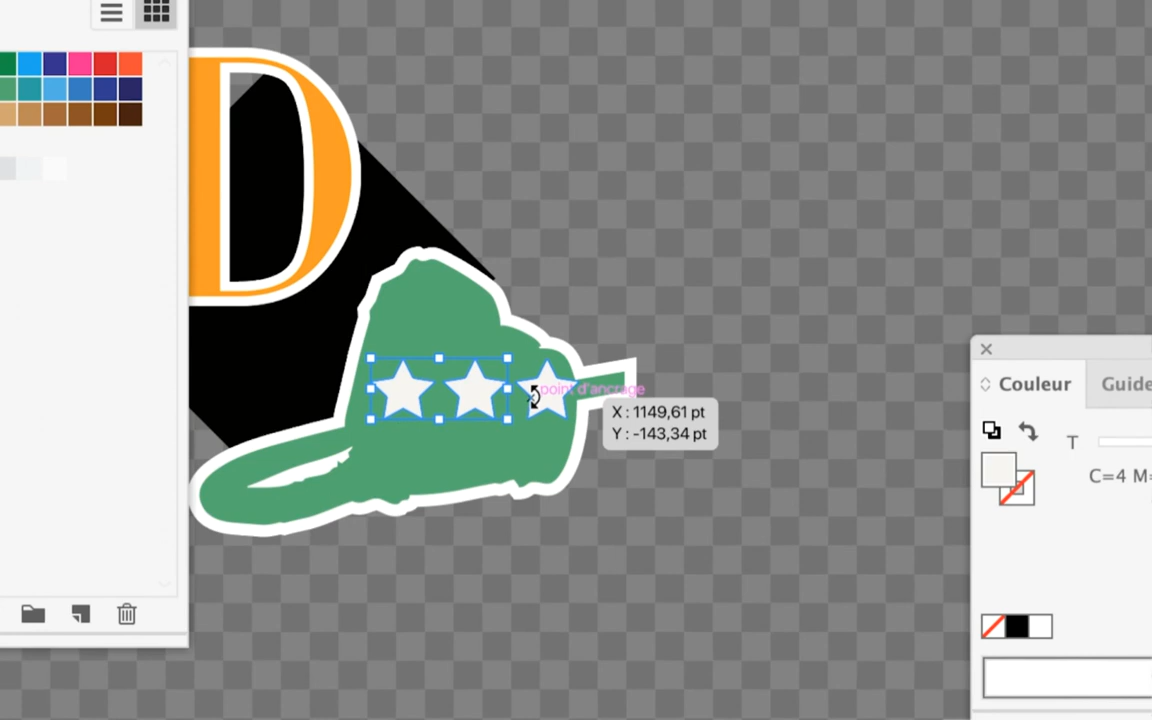 D
point d'ancrage
X : 1149,61 pt
Y : -143,34 pt
Couleur
Guide
T
C=4 M=